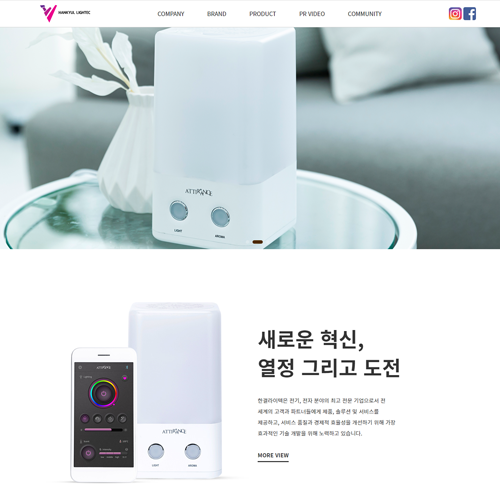 HANKYUL LIGHTEC
COMPANY BRAND PRODUCT PR VIDEO COMMUNITY
LIGHT AROMA
새로운 혁신,
열정 그리고 도전
한결라이텍은 전기, 전자 분야의 최고 전문 기업으로서 전
세계의 고객과 파트너들에게 제품, 솔루션 및 서비스를
제공하고, 서비스 품질과 경제적 효율성을 개선하기 위해 가장
효과적인 기술 개발을 위해 노력하고 있습니다.
LIGHT AROMA
MORE VIEW